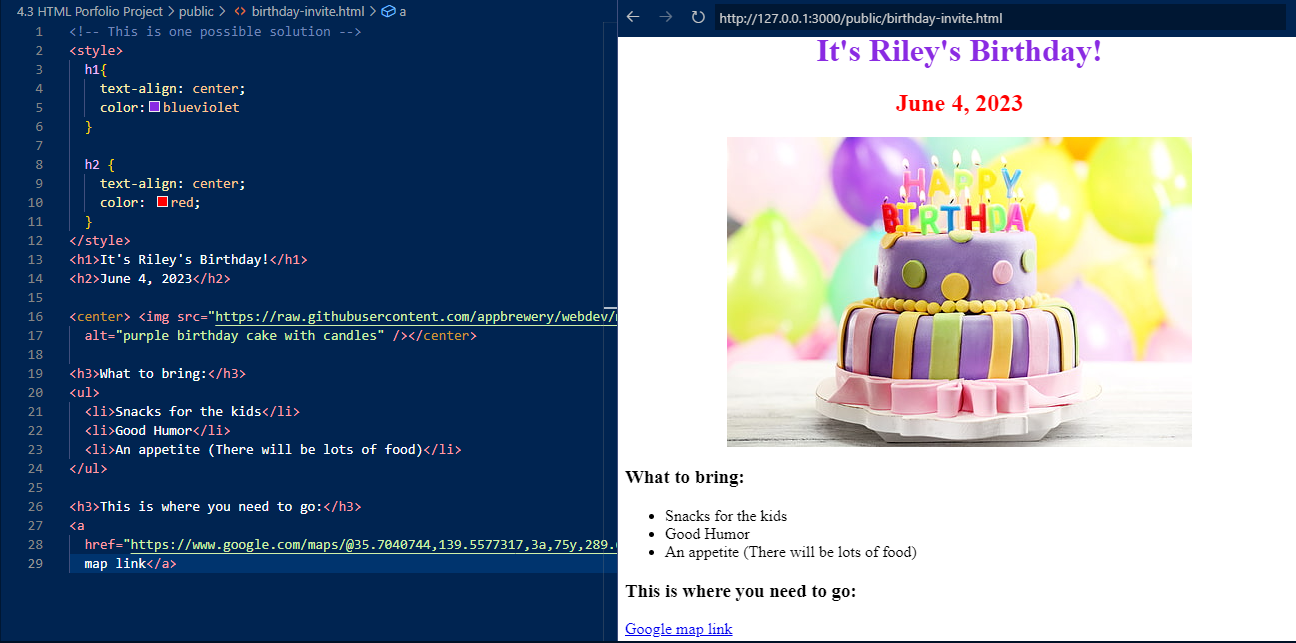 4.3 HTML Porfolio Project > public > <> birthday-invite.html > a
1 <!-- This is one possible solution -->
2 <style>
3 h1{
4 text-align: center;
5 color: blueviolet
6 }
7
8 h2 {
9 text-align: center;
10 color: red;
11 }
12 </style>
13 <h1>It's Riley's Birthday!</h1>
14 <h2>June 4, 2023</h2>
15
16 <center> <img src="https://raw.githubusercontent.com/appbrewery/webdev/
17 alt="purple birthday cake with candles" /></center>
18
19 <h3>What to bring:</h3>
20 <ul>
21 <li>Snacks for the kids</li>
22 <li>Good Humor</li>
23 <li>An appetite (There will be lots of food)</li>
24 </ul>
25
26 <h3>This is where you need to go:</h3>
27 <a
28 href="https://www.google.com/maps/@35.7040744,139.5577317,3a,75y,289.
29 map link</a>
http://127.0.0.1:3000/public/birthday-invite.html
It's Riley's Birthday!
June 4, 2023
HAPPY
BIRTHDAY
What to bring:
• Snacks for the kids
• Good Humor
• An appetite (There will be lots of food)
This is where you need to go:
Google map link